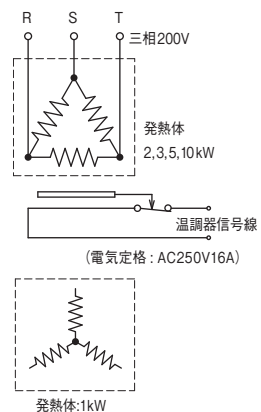 R S T
三相200V
発熱体
2,3,5,10kW
温調器信号線
(電気定格 : AC250V16A)
発熱体:1kW